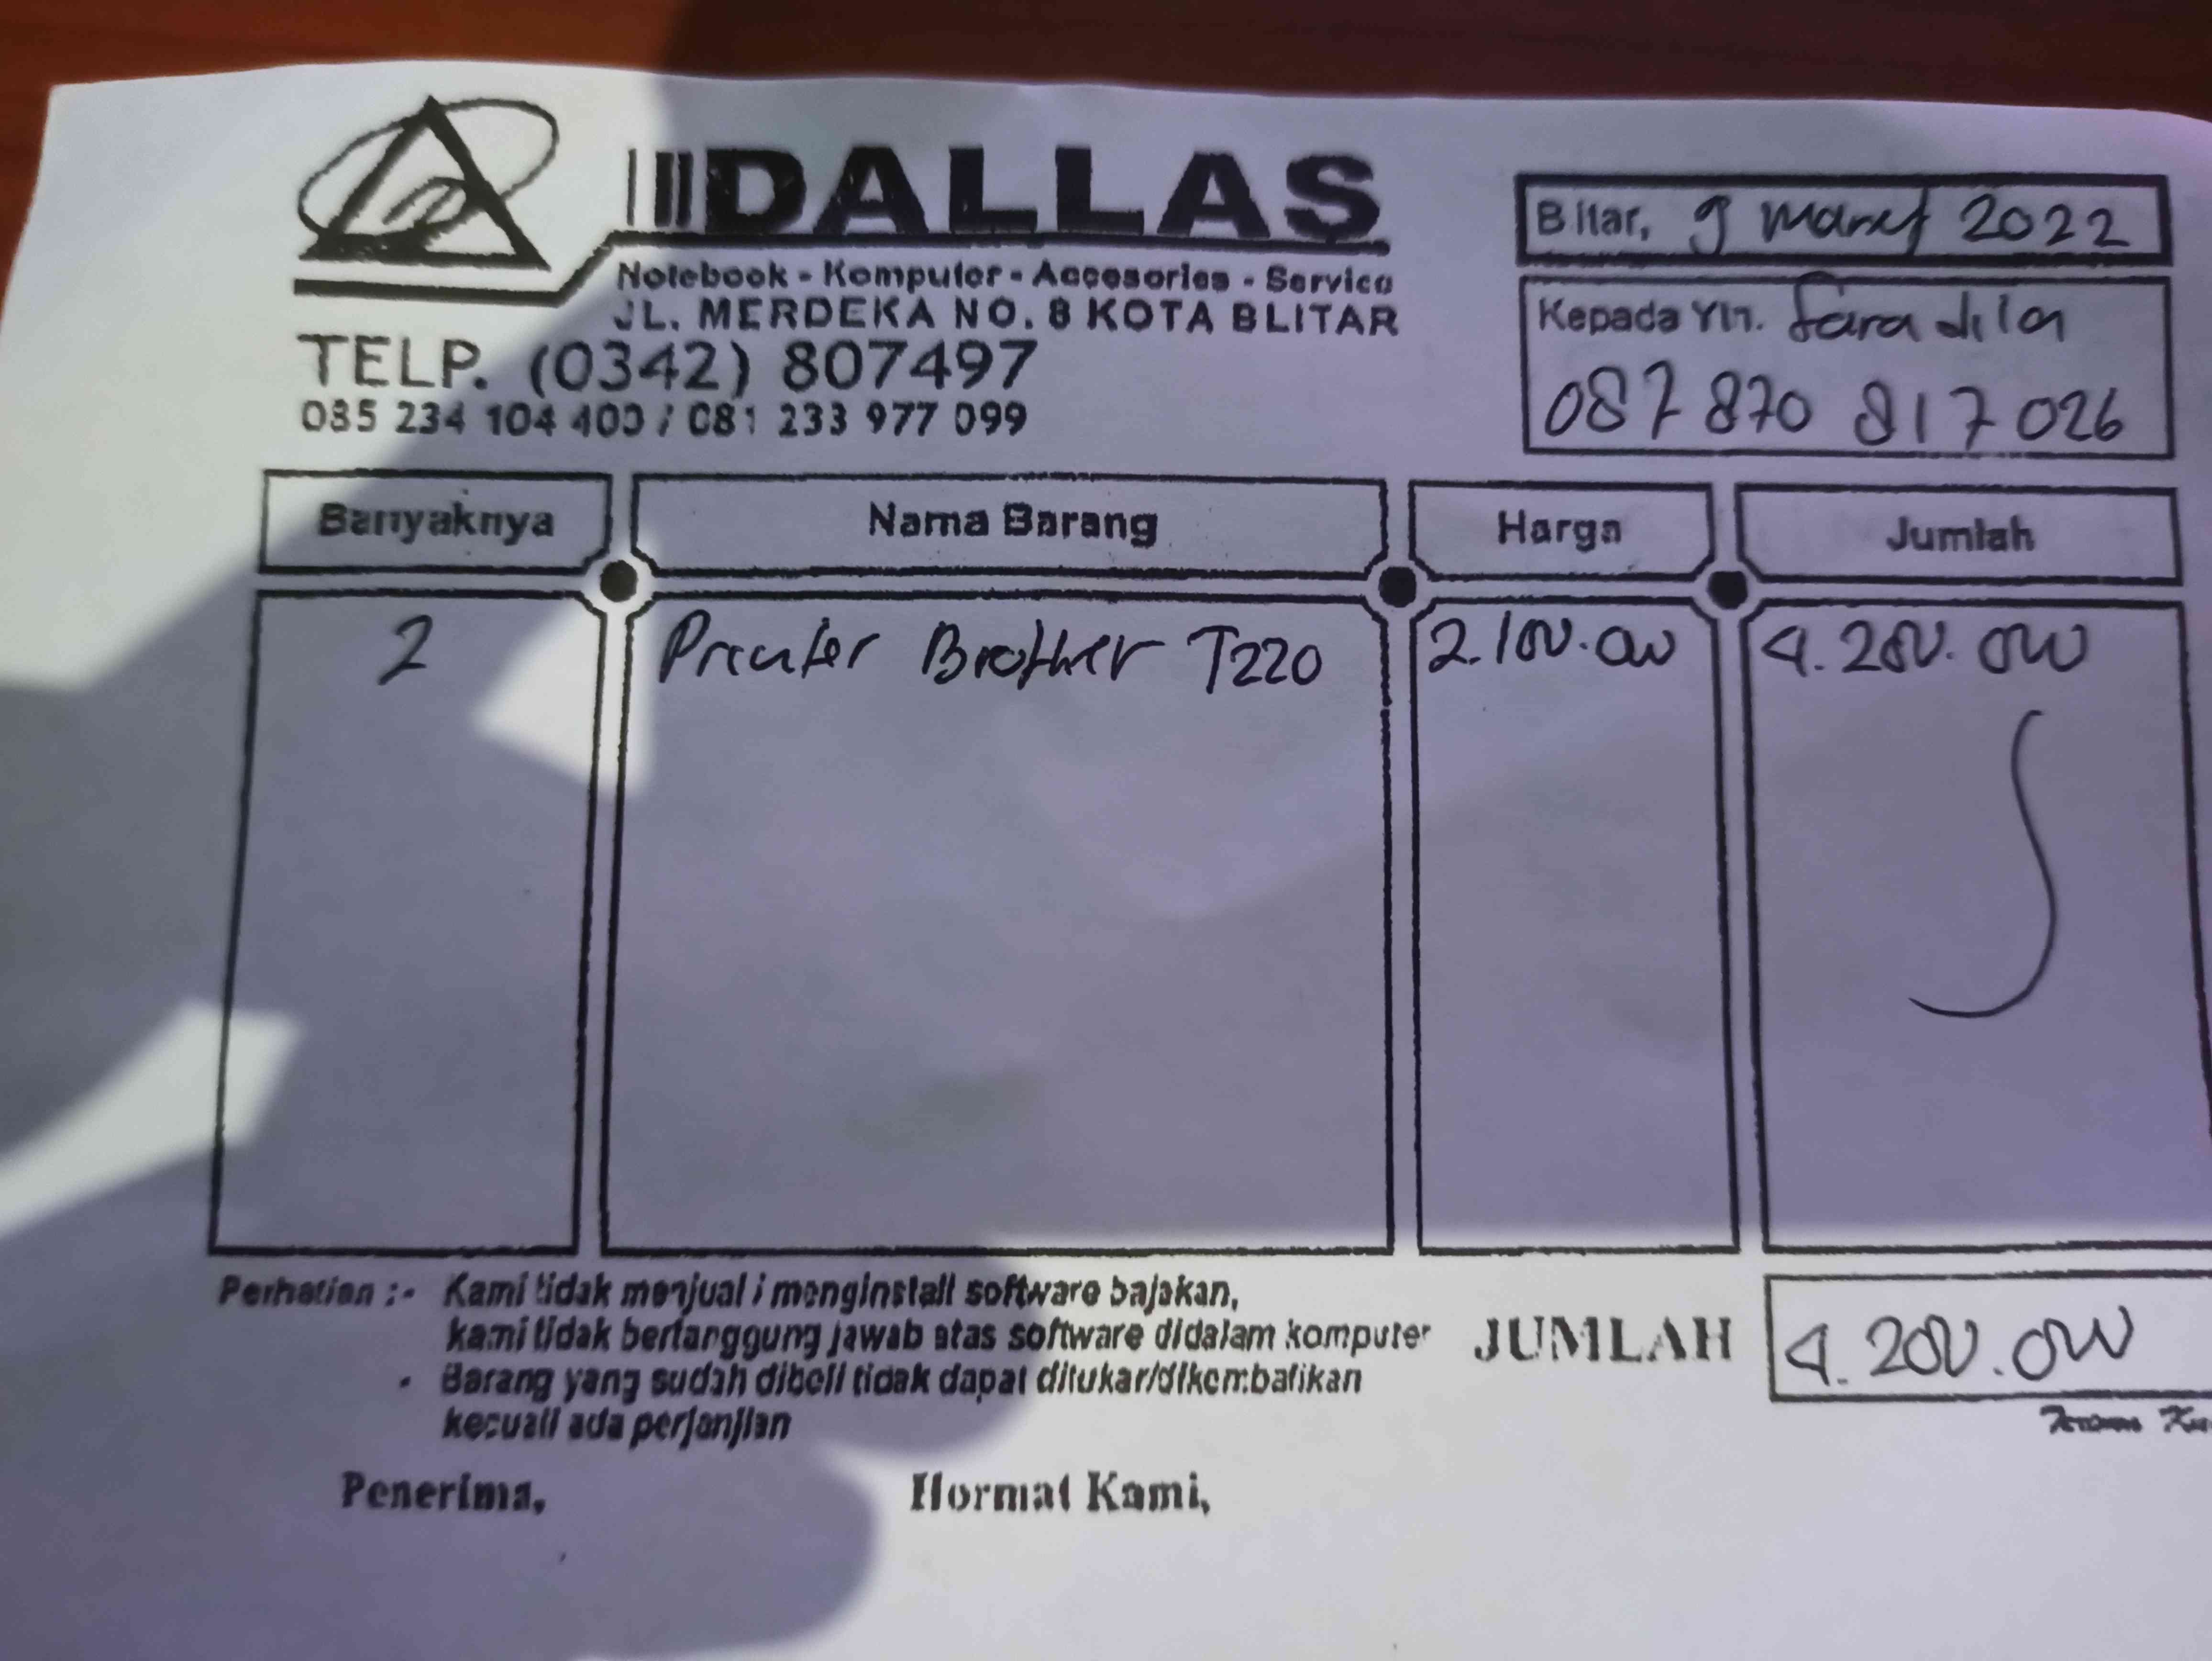 DALLAS
Notebook - Komputer - Accesories - Service
JL. MERDEKA NO. 8 KOTA BLITAR
TELP. (0342) 807497
085 234 104 400 / 081 233 977 099
Blitar, 9 Maret 2022
Kepada Yth. Faradila
087 870 817 026
Banyaknya Nama Barang Harga Jumlah
2 Printer Brother T220 2.100.000 4.200.000
Perhatian :- Kami tidak menjual / menginstall software bajakan,
kami tidak bertanggung jawab atas software didalam komputer
- Barang yang sudah dibeli tidak dapat ditukar/dikembalikan
kecuali ada perjanjian
JUMLAH 4.200.000
Penerima, Hormat Kami,